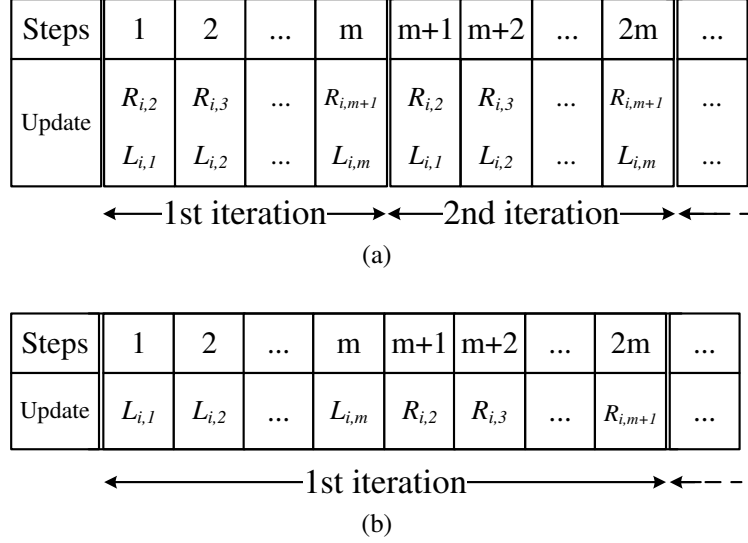 Steps 1 2 ... m m+1 m+2 ... 2m ...
Update R_{i,2} R_{i,3} ... R_{i,m+1} R_{i,2} R_{i,3} ... R_{i,m+1} ...
L_{i,1} L_{i,2} ... L_{i,m} L_{i,1} L_{i,2} ... L_{i,m} ...
1st iteration 2nd iteration
(a)
Steps 1 2 ... m m+1 m+2 ... 2m ...
Update L_{i,1} L_{i,2} ... L_{i,m} R_{i,2} R_{i,3} ... R_{i,m+1} ...
1st iteration
(b)